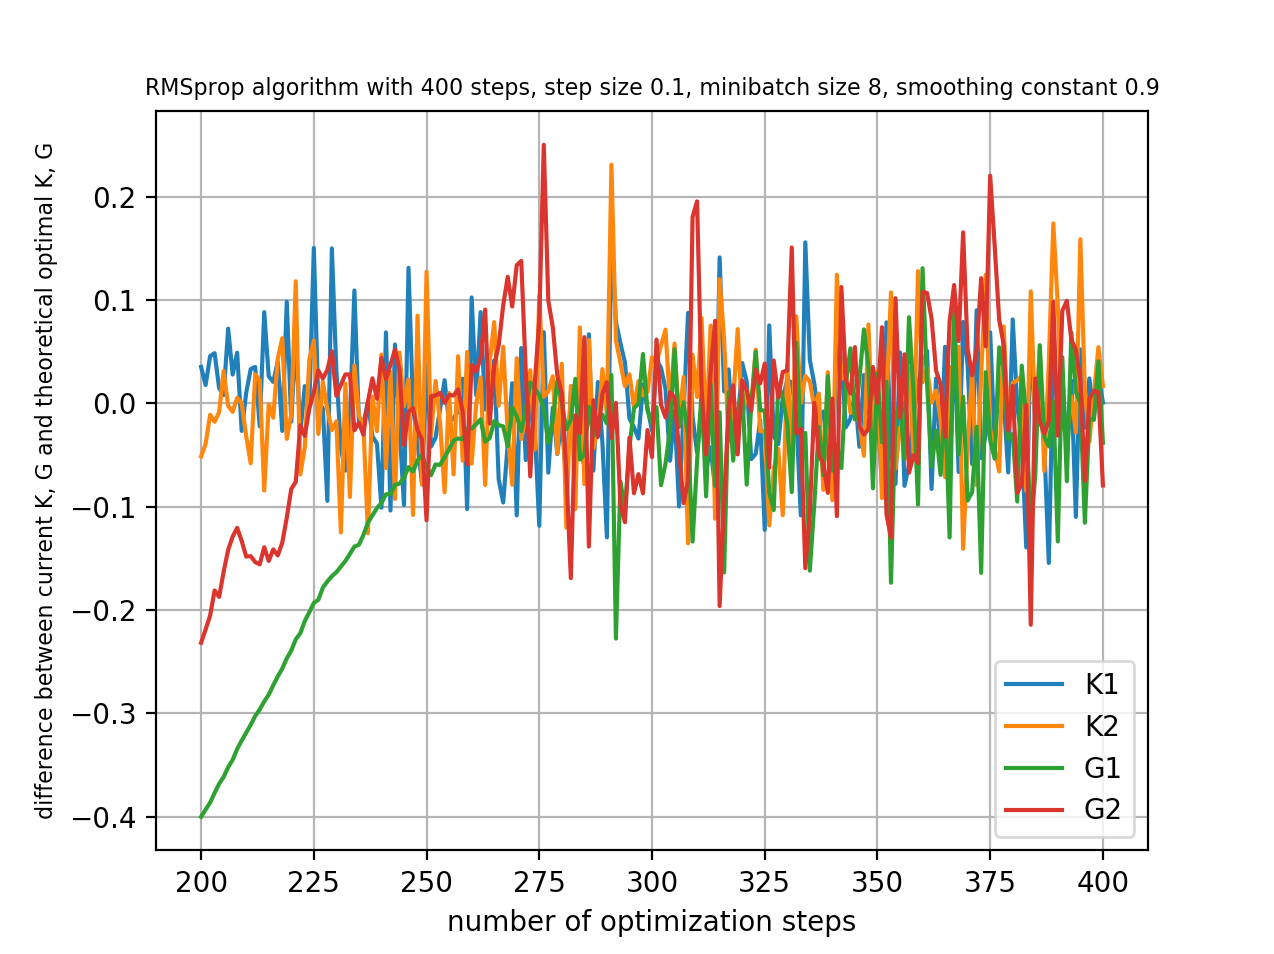 RMSprop algorithm with 400 steps, step size 0.1, minibatch size 8, smoothing constant 0.9
difference between current K, G and theoretical optimal K, G
0.2
0.1
0.0
−0.1
−0.2
−0.3
−0.4
K1
K2
G1
G2
200 225 250 275 300 325 350 375 400
number of optimization steps